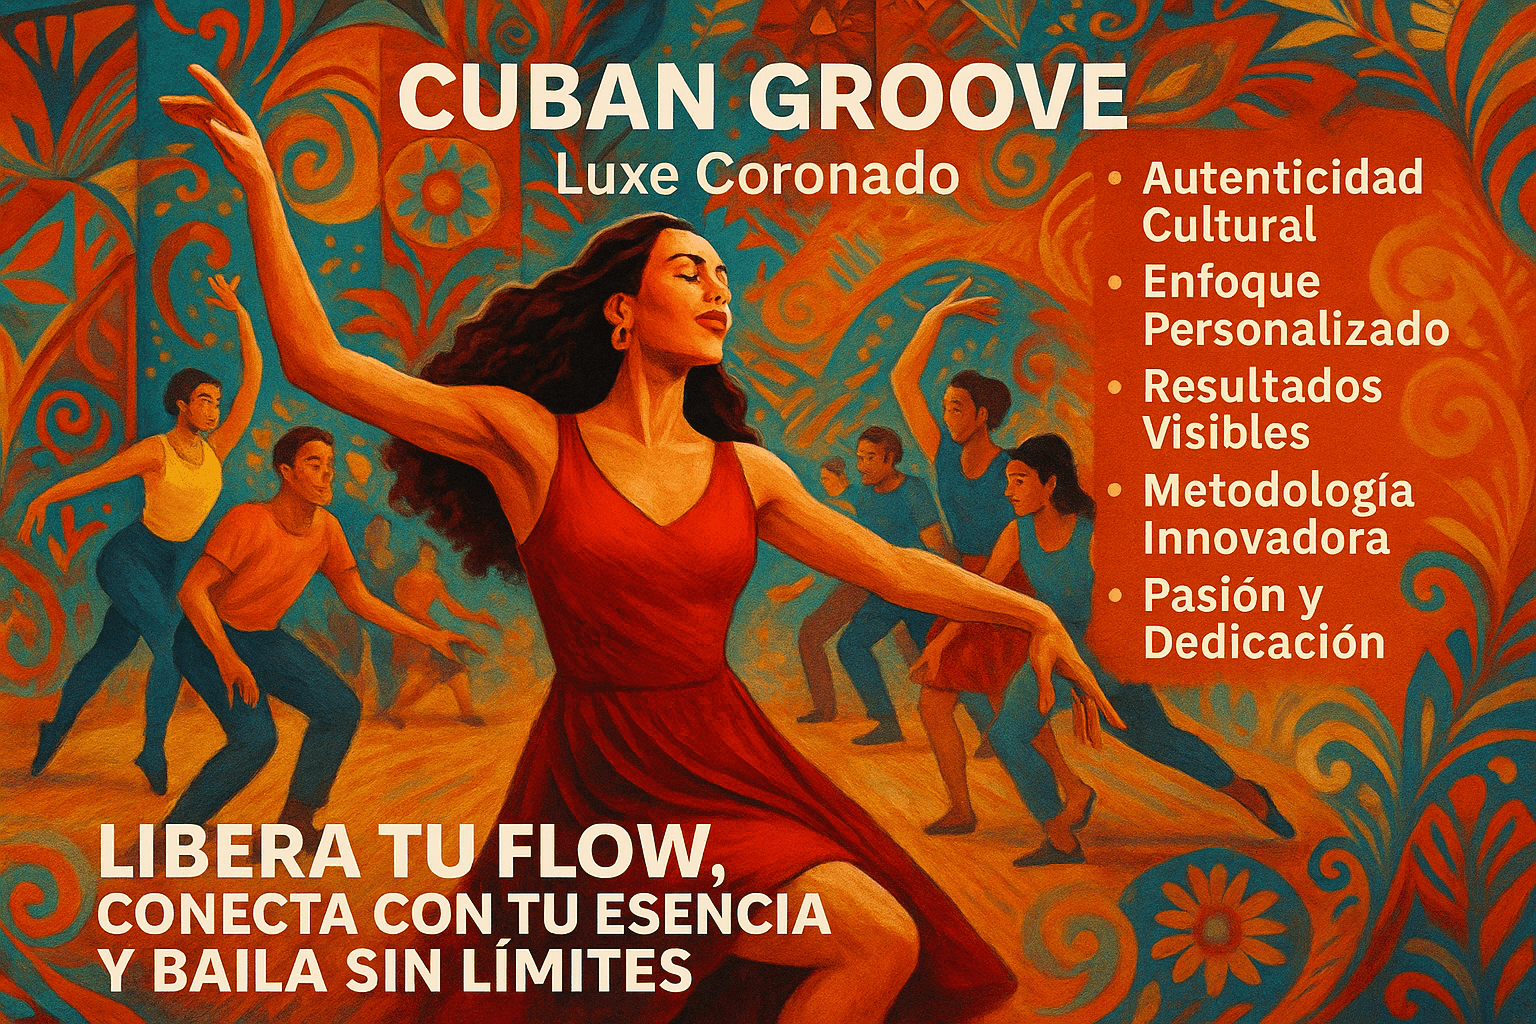 CUBAN GROOVE
Luxe Coronado
• Autenticidad
Cultural
• Enfoque
Personalizado
• Resultados
Visibles
• Metodología
Innovadora
• Pasión y
Dedicación
LIBERA TU FLOW,
CONECTA CON TU ESENCIA
Y BAILA SIN LÍMITES